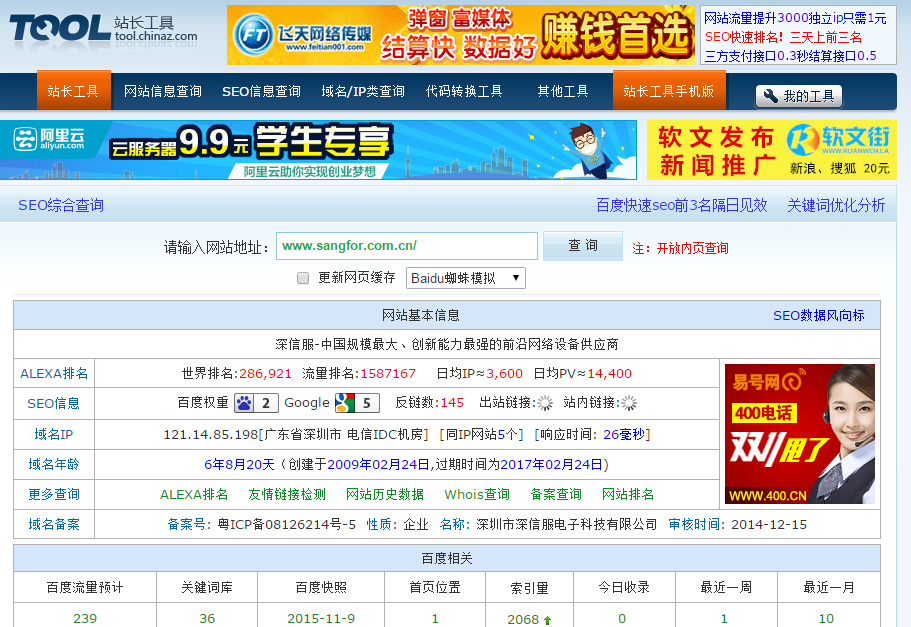 TOOL 站长工具
tool.chinaz.com
飞天网络传媒
www.feitian001.com
弹窗 富媒体
结算快 数据好
赚钱首选
网站流量提升3000独立ip只需1元
SEO快速排名！三天上前三名
三方支付接口0.3秒结算接口0.5
站长工具 网站信息查询 SEO信息查询 域名/IP类查询 代码转换工具 其他工具 站长工具手机版 我的工具
阿里云
aliyun.com
云服务器9.9元学生专享
阿里云助你实现创业梦想
软文发布
新闻推广
软文街
WWW.RUANWEN.LA
新浪、搜狐 20元
SEO综合查询 百度快速seo前3名隔日见效 关键词优化分析
请输入网站地址： www.sangfor.com.cn/ 查 询 注：开放内页查询
更新网页缓存 Baidu蜘蛛模拟
网站基本信息 SEO数据风向标
深信服-中国规模最大、创新能力最强的前沿网络设备供应商
ALEXA排名 世界排名:286,921 流量排名:1587167 日均IP≈3,600 日均PV≈14,400
SEO信息 百度权重 2 Google 5 反链数:145 出站链接: 站内链接:
域名IP 121.14.85.198[广东省深圳市 电信IDC机房] [同IP网站5个] [响应时间: 26毫秒]
域名年龄 6年8月20天（创建于2009年02月24日,过期时间为2017年02月24日)
更多查询 ALEXA排名 友情链接检测 网站历史数据 Whois查询 备案查询 网站排名
域名备案 备案号: 粤ICP备08126214号-5 性质: 企业 名称: 深圳市深信服电子科技有限公司 审核时间: 2014-12-15
易号网
400电话
双11甩了
WWW.400.CN
百度相关
百度流量预计 关键词库 百度快照 首页位置 索引量 今日收录 最近一周 最近一月
239 36 2015-11-9 1 2068 0 1 10